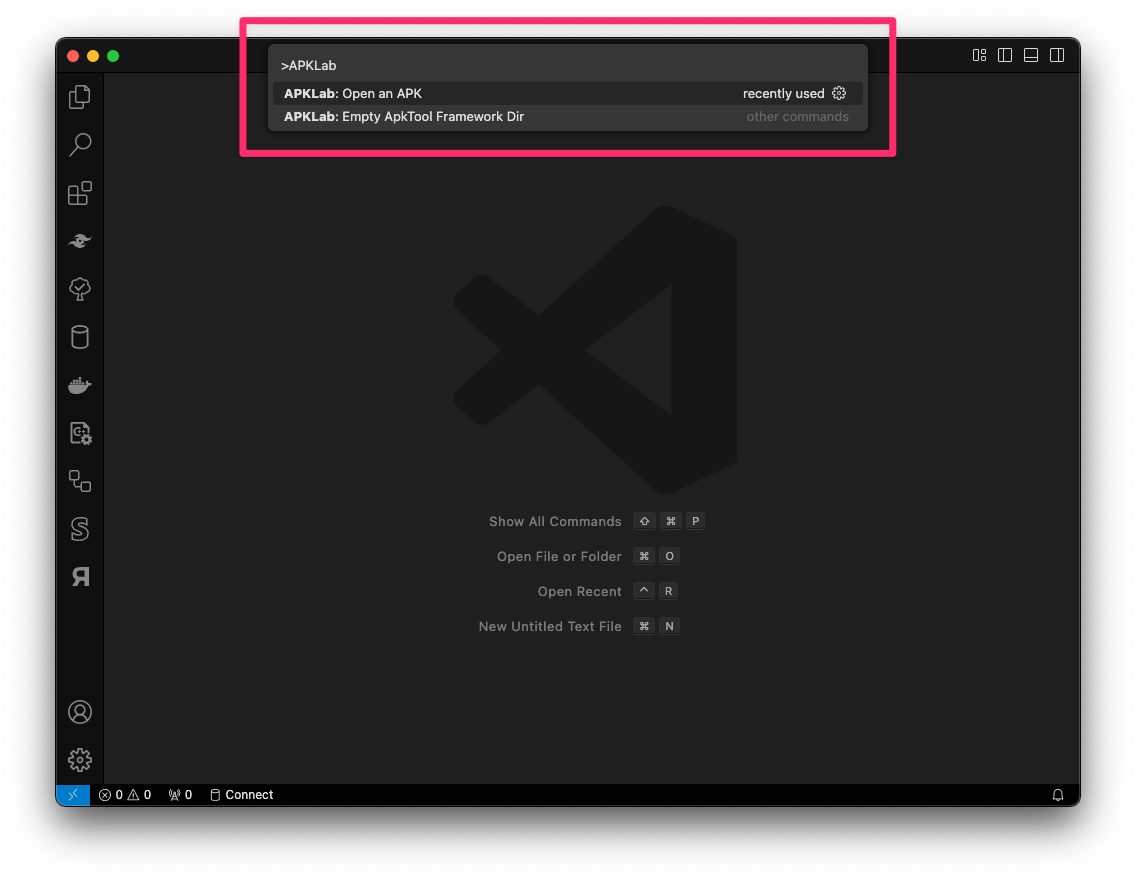 >APKLab
APKLab: Open an APK recently used
APKLab: Empty ApkTool Framework Dir other commands
Show All Commands ⇧ ⌘ P
Open File or Folder ⌘ O
Open Recent ^ R
New Untitled Text File ⌘ N
0 0 0 Connect